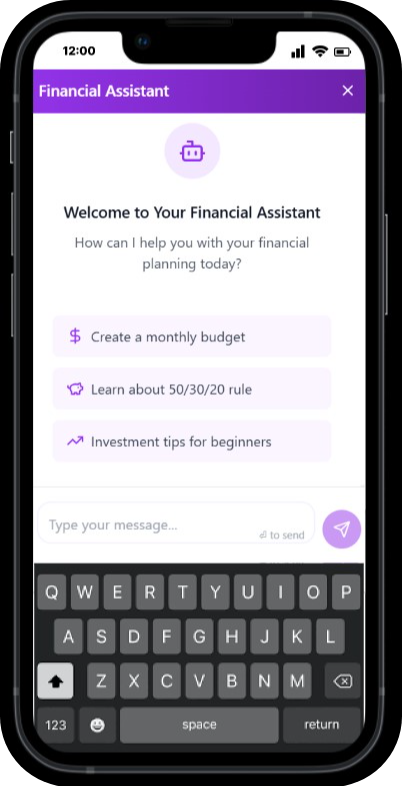 12:00
Financial Assistant
Welcome to Your Financial Assistant
How can I help you with your financial
planning today?
Create a monthly budget
Learn about 50/30/20 rule
Investment tips for beginners
Type your message...
⏎ to send
Q W E R T Y U I O P
A S D F G H J K L
Z X C V B N M
123 space return